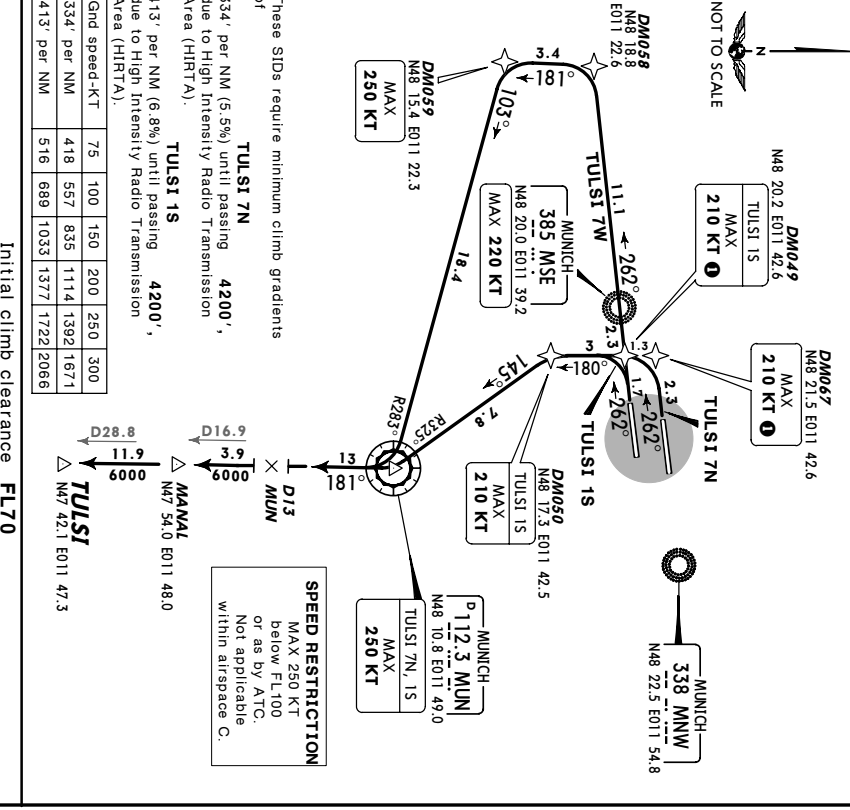 NOT TO SCALE
N
DM058
N48 18.8
E011 22.6
DM059
N48 15.4 E011 22.3
MAX
250 KT
3.4
181°
103°
18.4
TULSI 7W
11.1
262°
MUNICH
385 MSE
N48 20.0 E011 39.2
MAX 220 KT
DM049
N48 20.2 E011 42.6
TULSI 1S
MAX
210 KT 1
DM067
N48 21.5 E011 42.6
MAX
210 KT 1
2.3
1.3
1.7
2.3
262°
262°
TULSI 7N
TULSI 1S
3
180°
DM050
N48 17.3 E011 42.5
TULSI 1S
MAX
210 KT
145°
7.8
R325°
R283°
MUNICH
338 MNW
N48 22.5 E011 54.8
MUNICH
D 112.3 MUN
N48 10.8 E011 49.0
TULSI 7N, 1S
MAX
250 KT
13
181°
D13
MUN
3.9
6000
D16.9
MANAL
N47 54.0 E011 48.0
11.9
6000
D28.8
TULSI
N47 42.1 E011 47.3
SPEED RESTRICTION
MAX 250 KT
below FL100
or as by ATC.
Not applicable
within airspace C.
These SIDs require minimum climb gradients
of
TULSI 7N
334' per NM (5.5%) until passing 4200',
due to High Intensity Radio Transmission
Area (HIRTA).
TULSI 1S
413' per NM (6.8%) until passing 4200',
due to High Intensity Radio Transmission
Area (HIRTA).
Gnd speed-KT 75 100 150 200 250 300
334' per NM 418 557 835 1114 1392 1671
413' per NM 516 689 1033 1377 1722 2066
Initial climb clearance FL70